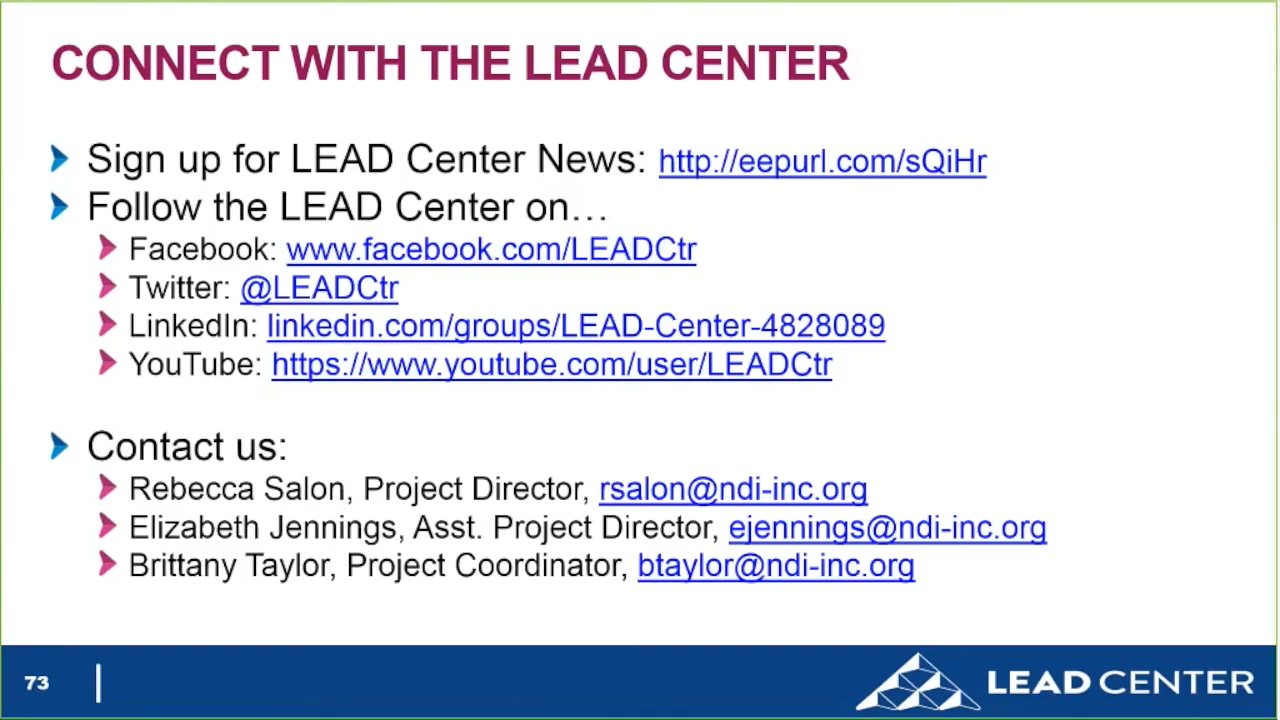 CONNECT WITH THE LEAD CENTER
Sign up for LEAD Center News: http://eepurl.com/sQiHr
Follow the LEAD Center on…
Facebook: www.facebook.com/LEADCtr
Twitter: @LEADCtr
LinkedIn: linkedin.com/groups/LEAD-Center-4828089
YouTube: https://www.youtube.com/user/LEADCtr
Contact us:
Rebecca Salon, Project Director, rsalon@ndi-inc.org
Elizabeth Jennings, Asst. Project Director, ejennings@ndi-inc.org
Brittany Taylor, Project Coordinator, btaylor@ndi-inc.org
73
LEAD CENTER